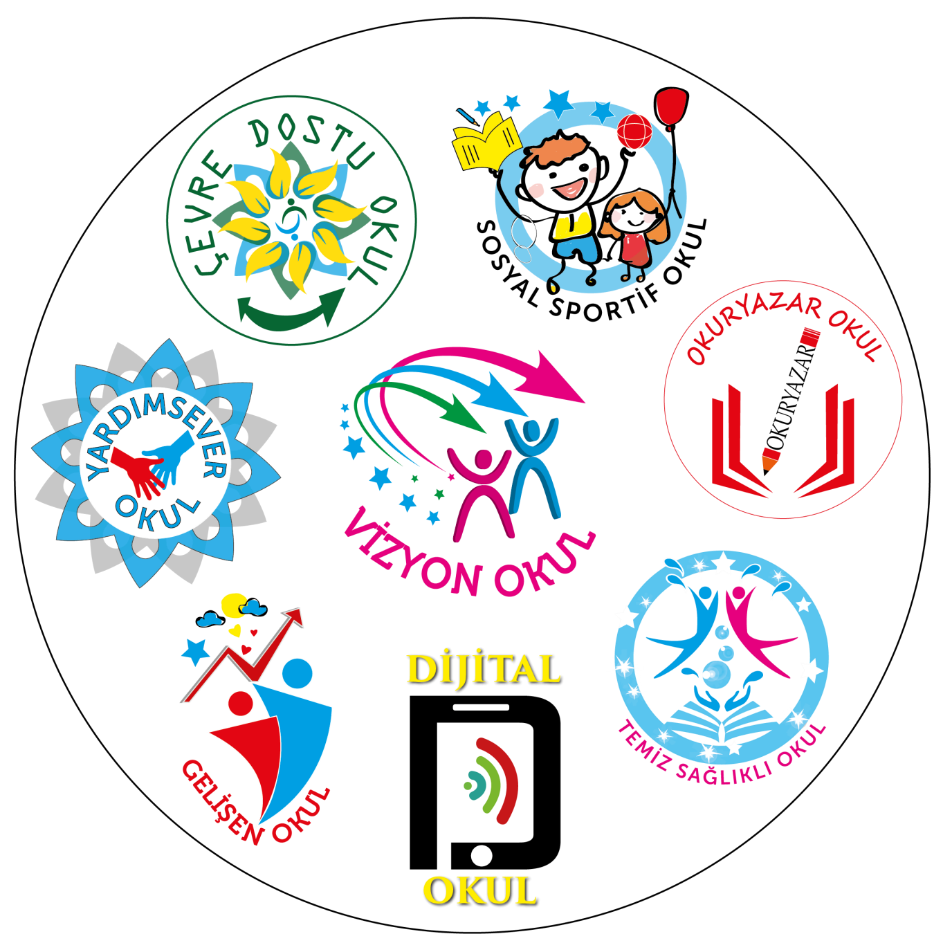 ÇEVRE DOSTU OKUL
SOSYAL SPORTİF OKUL
OKURYAZAR OKUL
OKURYAZAR
YARDIMSEVER
OKUL
VİZYON OKUL
TEMİZ SAĞLIKLI OKUL
GELİŞEN OKUL
DİJİTAL
OKUL